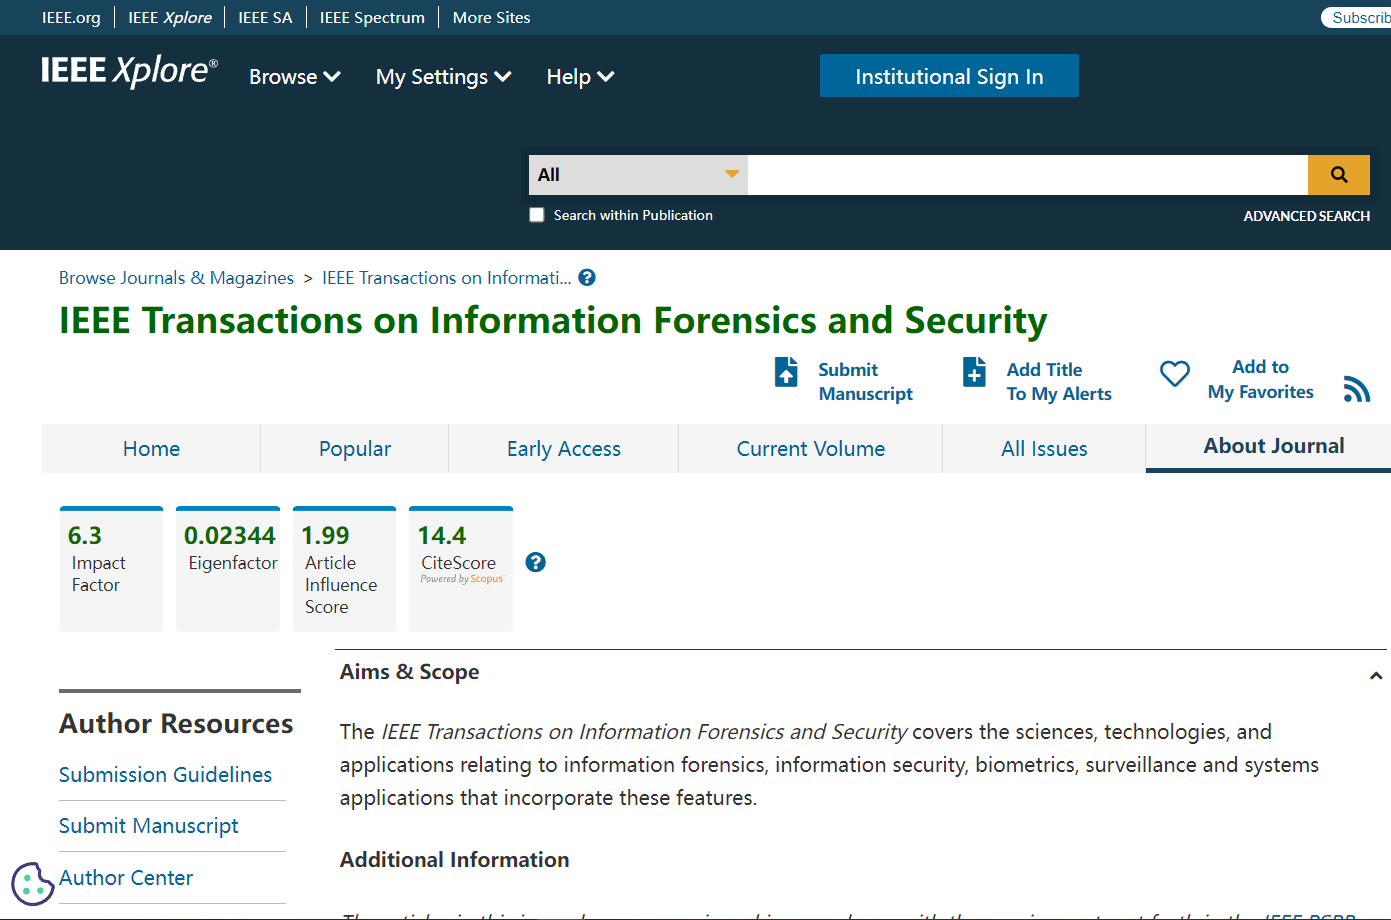 IEEE.org IEEE Xplore IEEE SA IEEE Spectrum More Sites
Subscrib
IEEE Xplore®
Browse My Settings Help
Institutional Sign In
All
Search within Publication
ADVANCED SEARCH
Browse Journals & Magazines > IEEE Transactions on Informati... ?
IEEE Transactions on Information Forensics and Security
Submit
Manuscript
Add Title
To My Alerts
Add to
My Favorites
Home Popular Early Access Current Volume All Issues About Journal
6.3
Impact
Factor
0.02344
Eigenfactor
1.99
Article
Influence
Score
14.4
CiteScore
Powered by Scopus
?
Aims & Scope
The IEEE Transactions on Information Forensics and Security covers the sciences, technologies, and
applications relating to information forensics, information security, biometrics, surveillance and systems
applications that incorporate these features.
Additional Information
Author Resources
Submission Guidelines
Submit Manuscript
Author Center